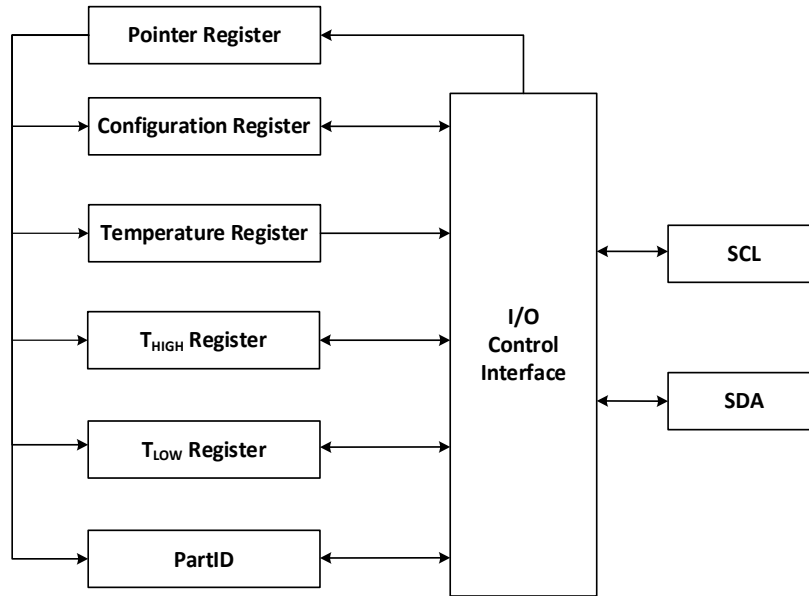 Pointer Register
Configuration Register
Temperature Register
THIGH Register
TLOW Register
PartID
I/O
Control
Interface
SCL
SDA